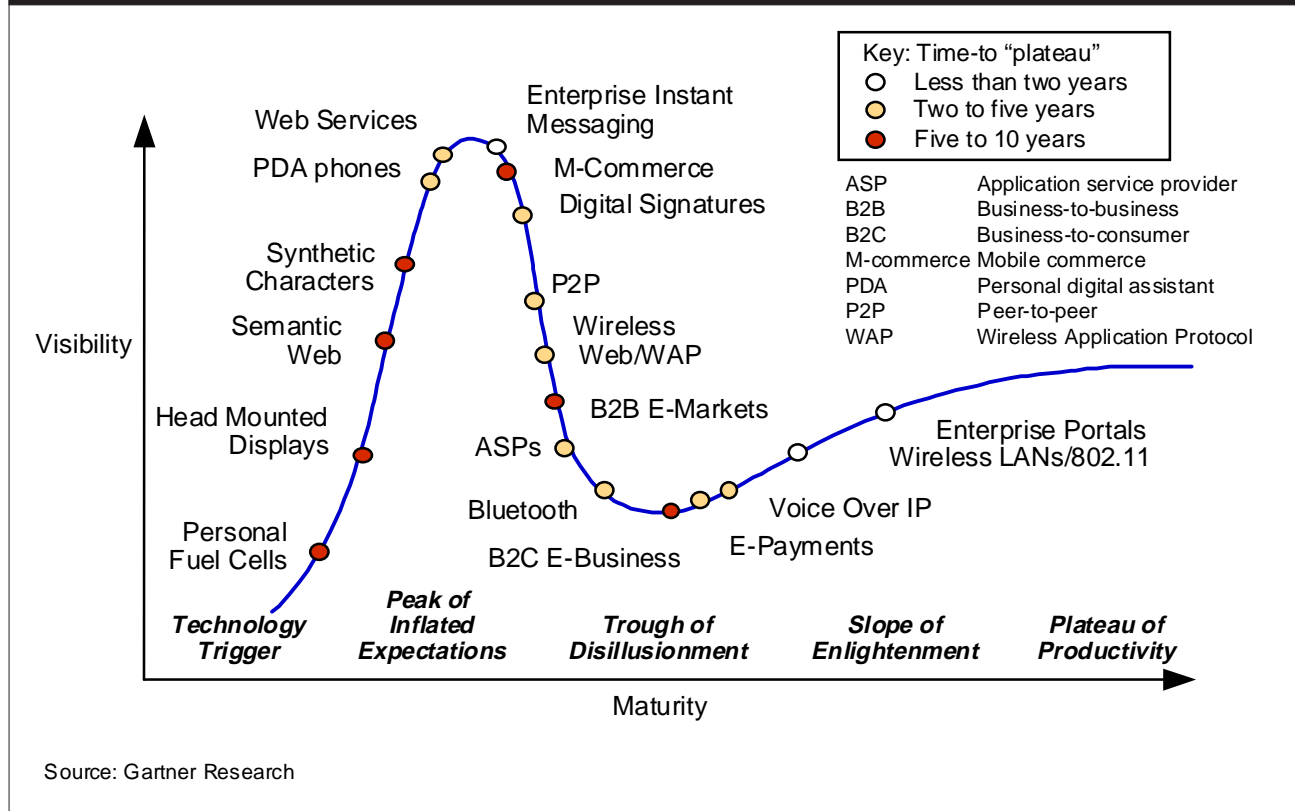 Key: Time-to “plateau”
Less than two years
Two to five years
Five to 10 years
ASP Application service provider
B2B Business-to-business
B2C Business-to-consumer
M-commerce Mobile commerce
PDA Personal digital assistant
P2P Peer-to-peer
WAP Wireless Application Protocol
Visibility
Web Services
PDA phones
Synthetic
Characters
Semantic
Web
Head Mounted
Displays
Personal
Fuel Cells
Enterprise Instant
Messaging
M-Commerce
Digital Signatures
P2P
Wireless
Web/WAP
B2B E-Markets
ASPs
Bluetooth
B2C E-Business
E-Payments
Voice Over IP
Enterprise Portals
Wireless LANs/802.11
Technology
Trigger
Peak of
Inflated
Expectations
Trough of
Disillusionment
Slope of
Enlightenment
Plateau of
Productivity
Maturity
Source: Gartner Research